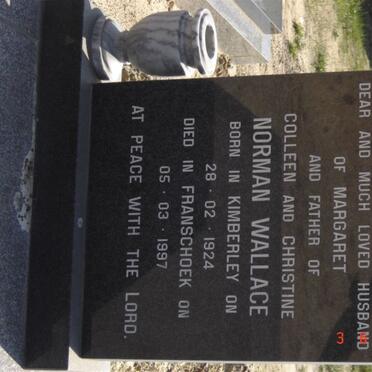 DEAR AND MUCH LOVED HUSBAND
OF MARGARET
AND FATHER OF
COLLEEN AND CHRISTINE
NORMAN WALLACE
BORN IN KIMBERLEY ON
28 · 02 · 1924
DIED IN FRANSCHOEK ON
05 · 03 · 1997
AT PEACE WITH THE LORD.
3